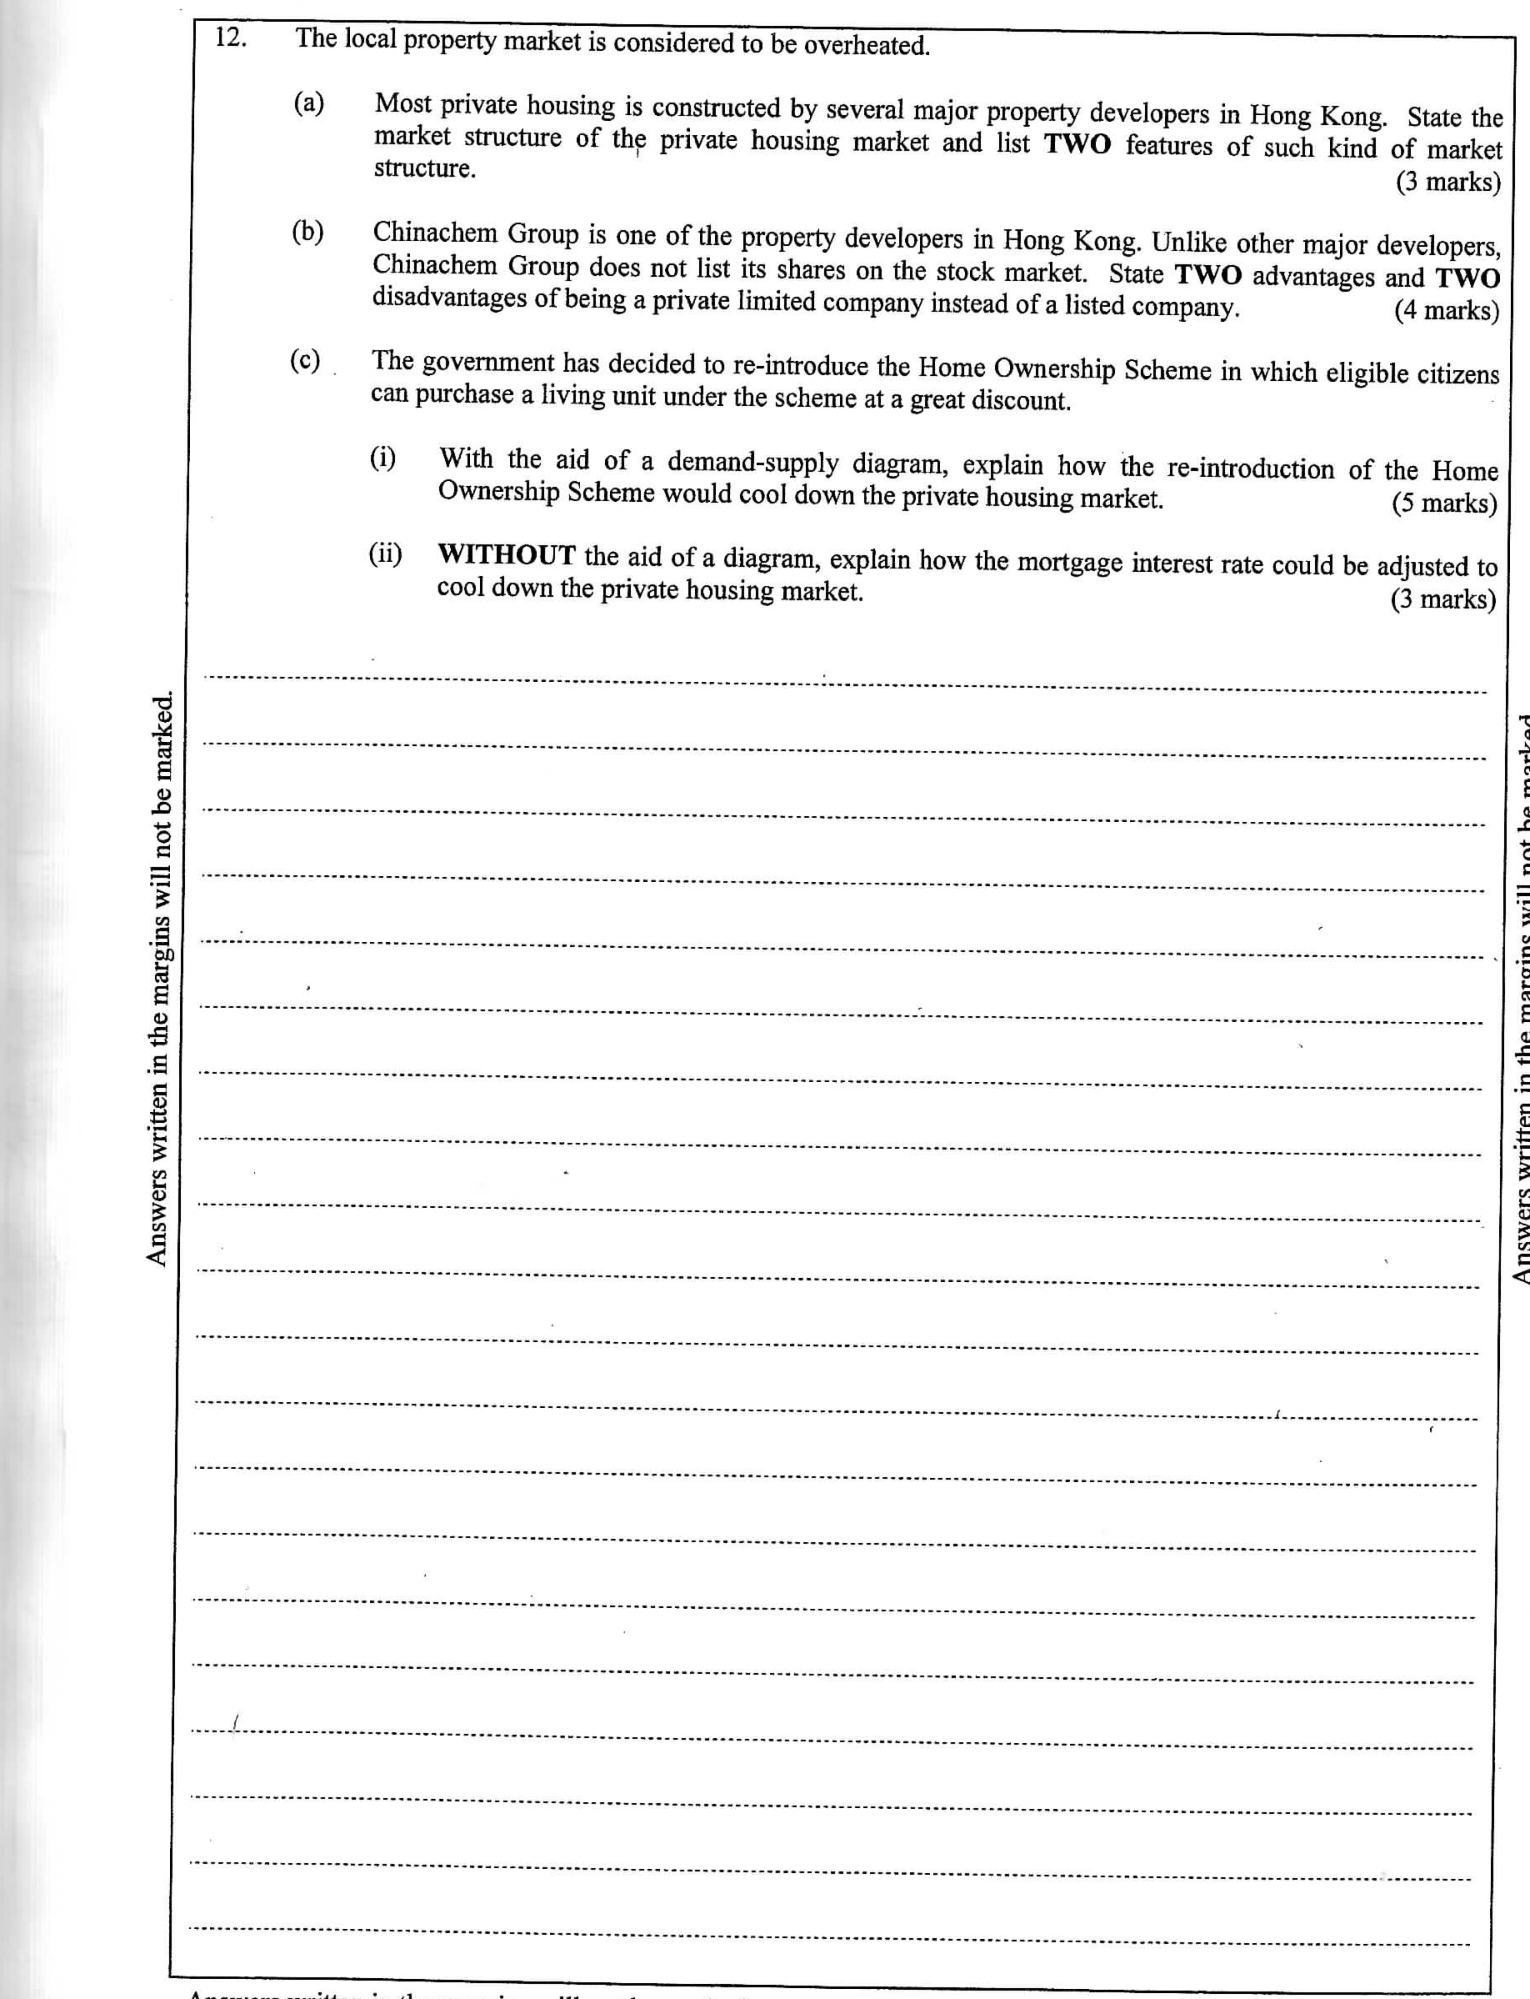 12. The local property market is considered to be overheated.
(a) Most private housing is constructed by several major property developers in Hong Kong. State the
market structure of the private housing market and list TWO features of such kind of market
structure. (3 marks)
(b) Chinachem Group is one of the property developers in Hong Kong. Unlike other major developers,
Chinachem Group does not list its shares on the stock market. State TWO advantages and TWO
disadvantages of being a private limited company instead of a listed company. (4 marks)
(c) The government has decided to re-introduce the Home Ownership Scheme in which eligible citizens
can purchase a living unit under the scheme at a great discount.
(i) With the aid of a demand-supply diagram, explain how the re-introduction of the Home
Ownership Scheme would cool down the private housing market. (5 marks)
(ii) WITHOUT the aid of a diagram, explain how the mortgage interest rate could be adjusted to
cool down the private housing market. (3 marks)
Answers written in the margins will not be marked.
Answers written in the margins will not be marked